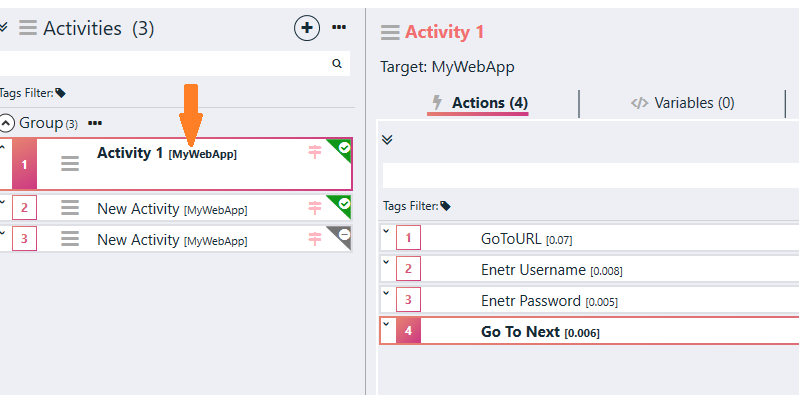 Activities (3)
Tags Filter:
Group (3)
1
Activity 1 [MyWebApp]
2
New Activity [MyWebApp]
3
New Activity [MyWebApp]
Activity 1
Target: MyWebApp
Actions (4)
</> Variables (0)
Tags Filter:
1
GoToURL [0.07]
2
Enetr Username [0.008]
3
Enetr Password [0.005]
4
Go To Next [0.006]